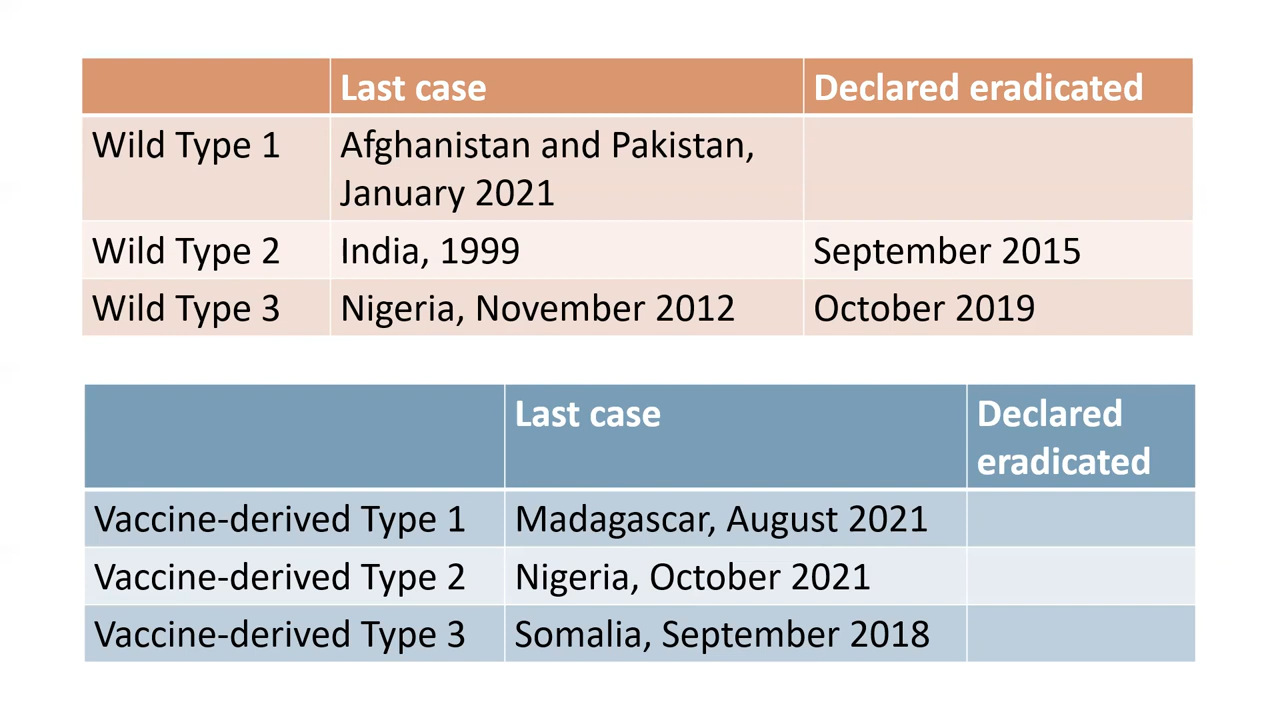 Last case Declared eradicated
Wild Type 1 Afghanistan and Pakistan,
January 2021
Wild Type 2 India, 1999 September 2015
Wild Type 3 Nigeria, November 2012 October 2019
Last case Declared
eradicated
Vaccine-derived Type 1 Madagascar, August 2021
Vaccine-derived Type 2 Nigeria, October 2021
Vaccine-derived Type 3 Somalia, September 2018